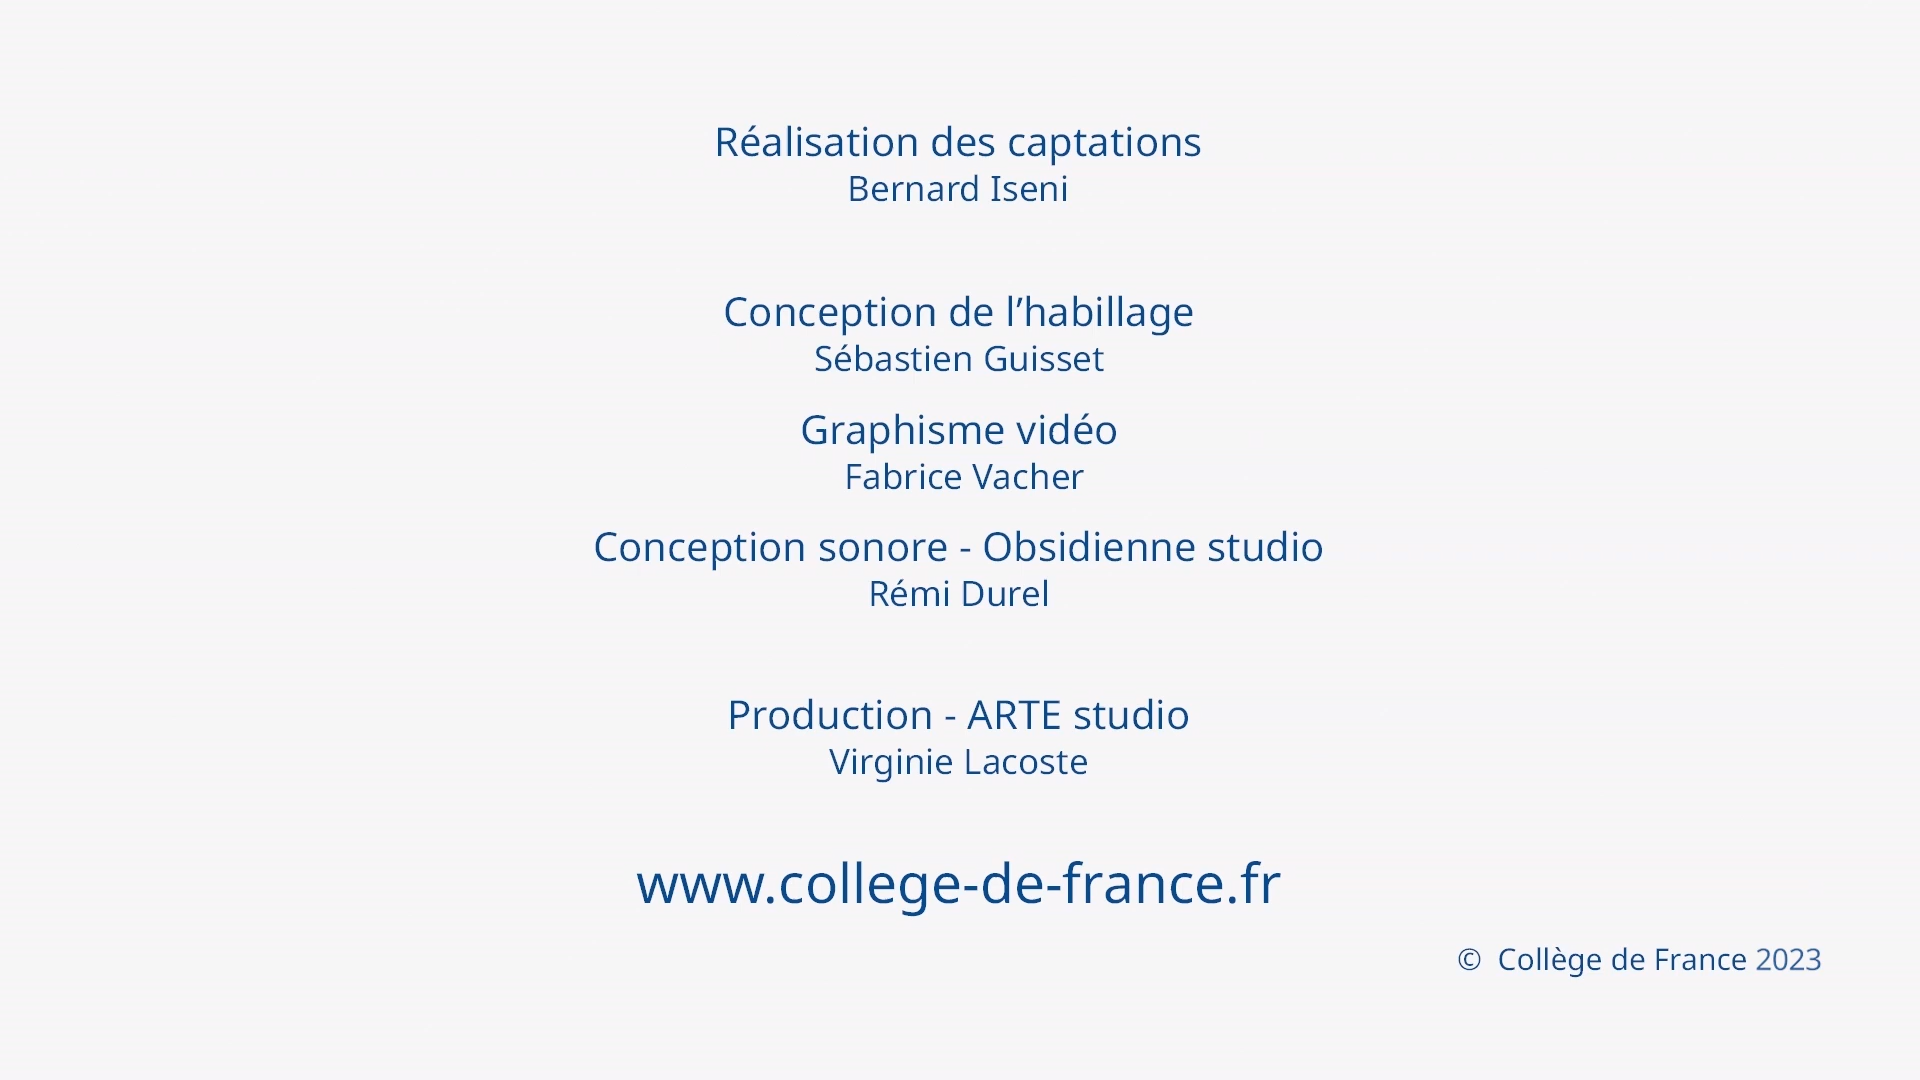 Réalisation des captations
Bernard Iseni
Conception de l’habillage
Sébastien Guisset
Graphisme vidéo
Fabrice Vacher
Conception sonore - Obsidienne studio
Rémi Durel
Production - ARTE studio
Virginie Lacoste
www.college-de-france.fr
© Collège de France 2023